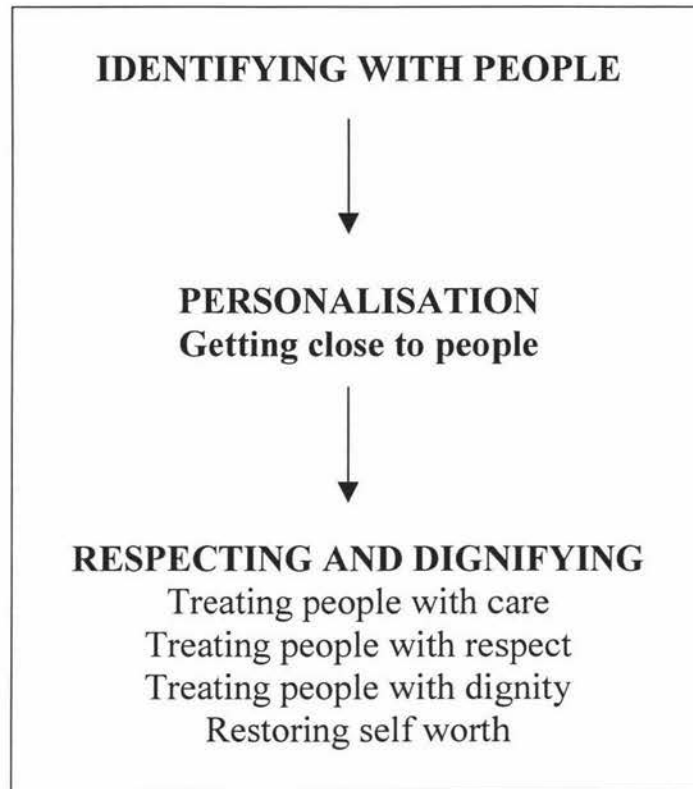 IDENTIFYING WITH PEOPLE
PERSONALISATION
Getting close to people
RESPECTING AND DIGNIFYING
Treating people with care
Treating people with respect
Treating people with dignity
Restoring self worth